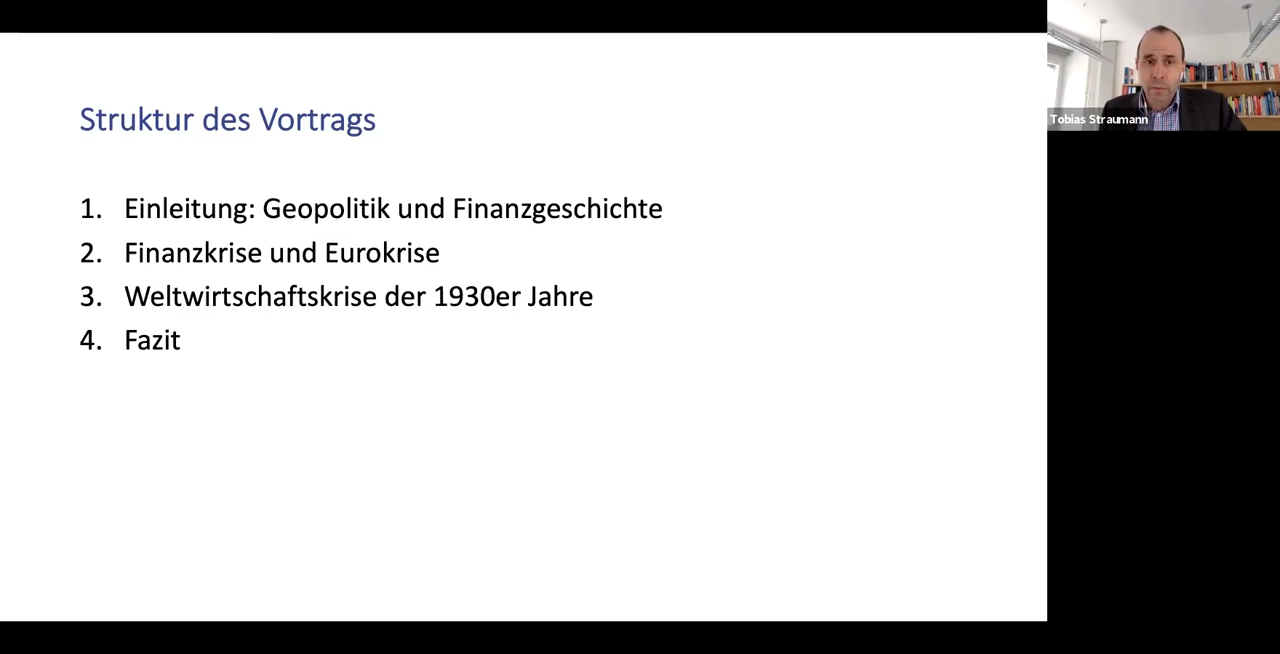 Struktur des Vortrags
1. Einleitung: Geopolitik und Finanzgeschichte
2. Finanzkrise und Eurokrise
3. Weltwirtschaftskrise der 1930er Jahre
4. Fazit
Tobias Straumann